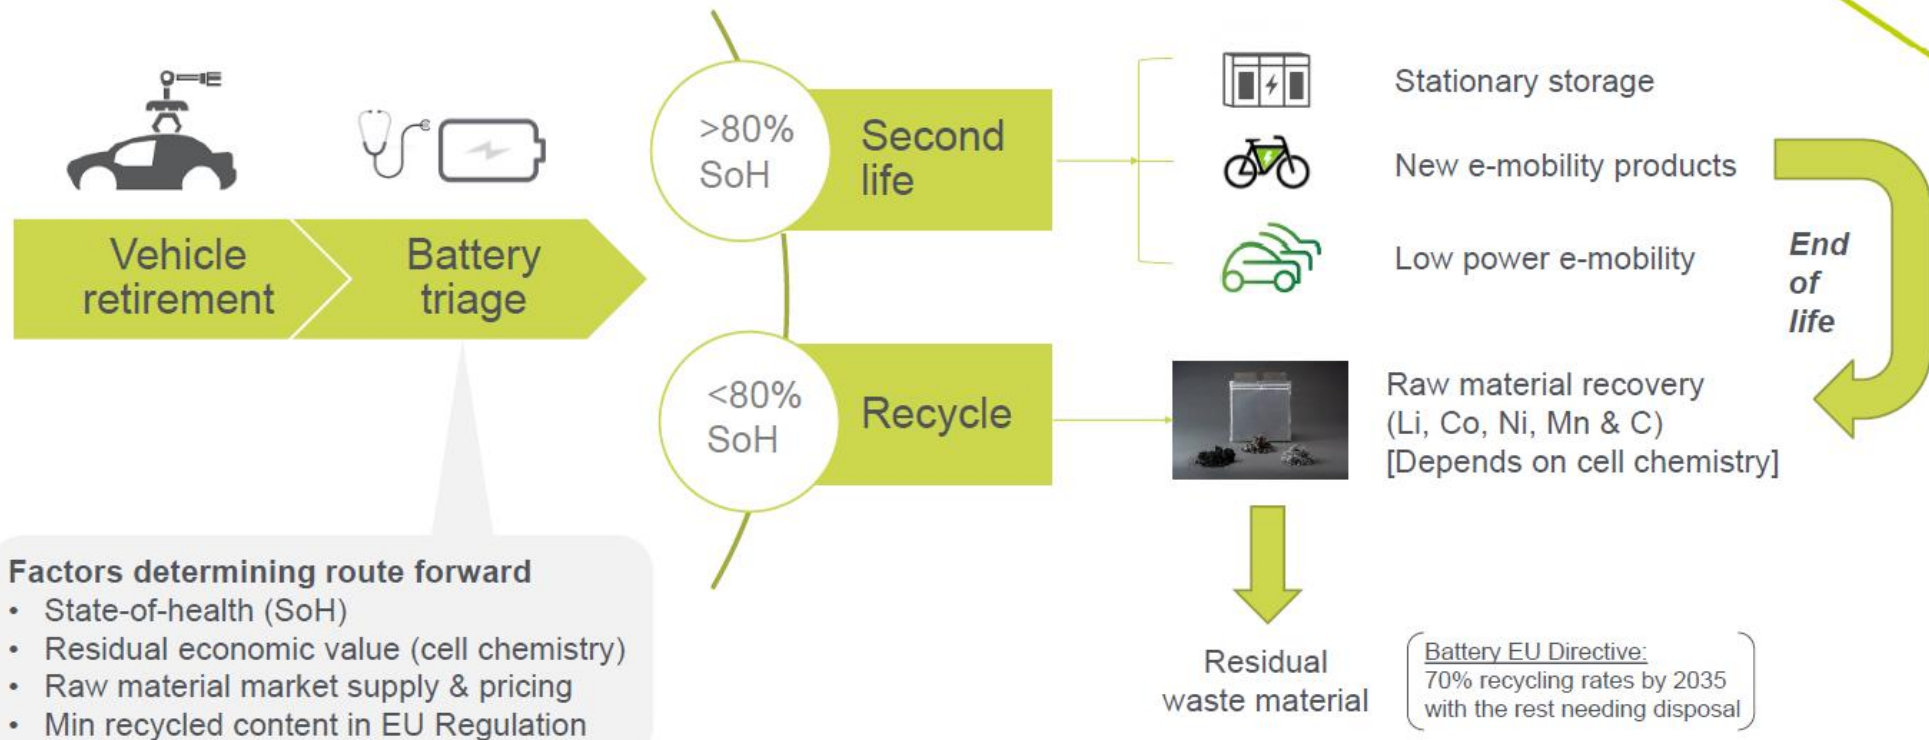 Vehicle
retirement
Battery
triage
>80%
SoH
Second
life
Stationary storage
New e-mobility products
Low power e-mobility
End
of
life
<80%
SoH
Recycle
Raw material recovery
(Li, Co, Ni, Mn & C)
[Depends on cell chemistry]
Factors determining route forward
• State-of-health (SoH)
• Residual economic value (cell chemistry)
• Raw material market supply & pricing
• Min recycled content in EU Regulation
Residual
waste material
Battery EU Directive:
70% recycling rates by 2035
with the rest needing disposal